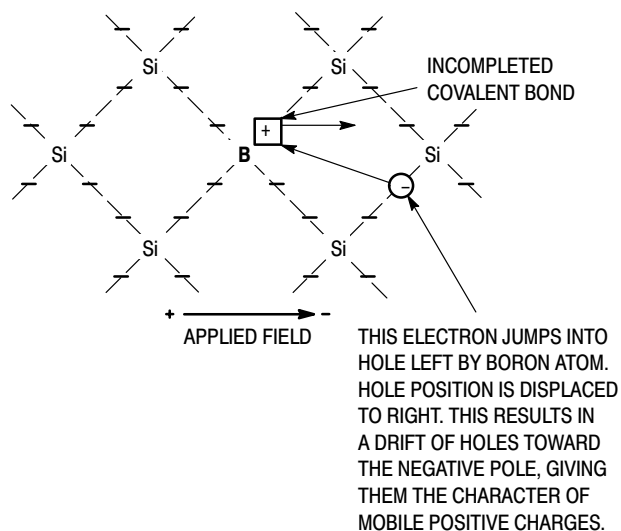 Si
Si
INCOMPLETED
COVALENT BOND
+
Si
B
Si
−
Si
Si
+ −
APPLIED FIELD
THIS ELECTRON JUMPS INTO
HOLE LEFT BY BORON ATOM.
HOLE POSITION IS DISPLACED
TO RIGHT. THIS RESULTS IN
A DRIFT OF HOLES TOWARD
THE NEGATIVE POLE, GIVING
THEM THE CHARACTER OF
MOBILE POSITIVE CHARGES.